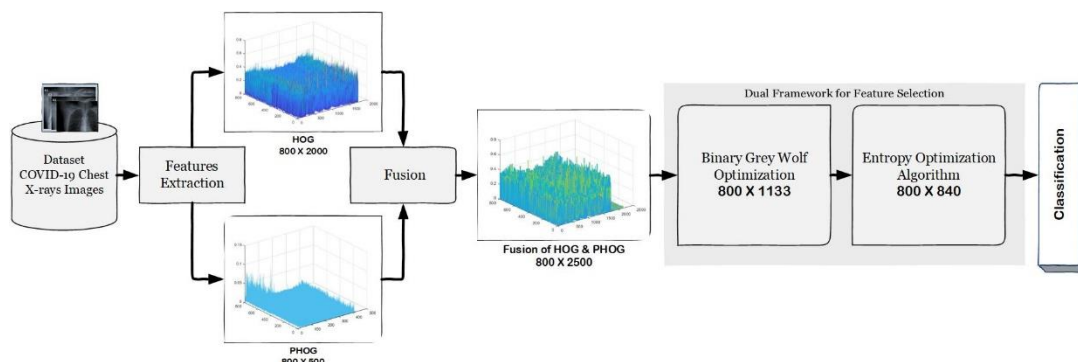 Dataset
COVID-19 Chest
X-rays Images
Features
Extraction
HOG
800 X 2000
PHOG
800 X 500
Fusion
Fusion of HOG & PHOG
800 X 2500
Dual Framework for Feature Selection
Binary Grey Wolf
Optimization
800 X 1133
Entropy Optimization
Algorithm
800 X 840
Classification